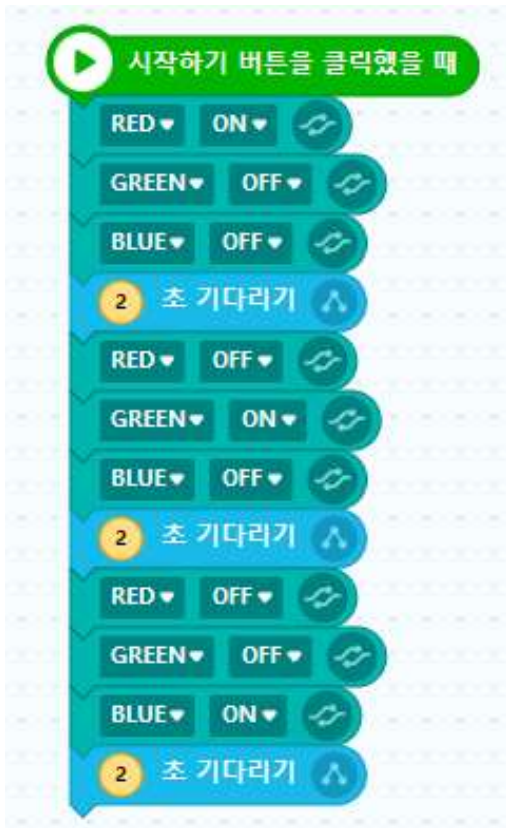 시작하기 버튼을 클릭했을 때
RED ON
GREEN OFF
BLUE OFF
2 초 기다리기
RED OFF
GREEN ON
BLUE OFF
2 초 기다리기
RED OFF
GREEN OFF
BLUE ON
2 초 기다리기